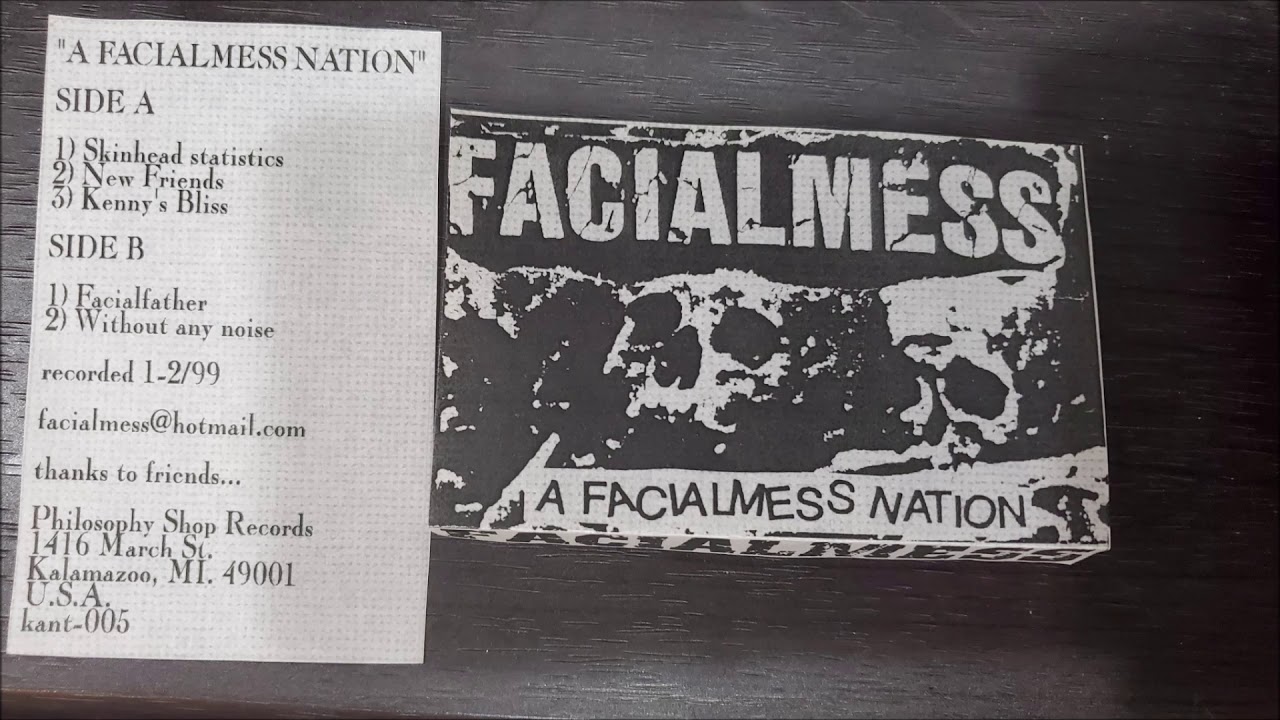 "A FACIALMESS NATION"
SIDE A
1) Skinhead statistics
2) New Friends
3) Kenny's Bliss
SIDE B
1) Facialfather
2) Without any noise
recorded 1-2/99
facialmess@hotmail.com
thanks to friends...
Philosophy Shop Records
1416 March St.
Kalamazoo, MI. 49001
U.S.A.
kant-005
FACIALMESS
A FACIALMESS NATION
FACIALMESS